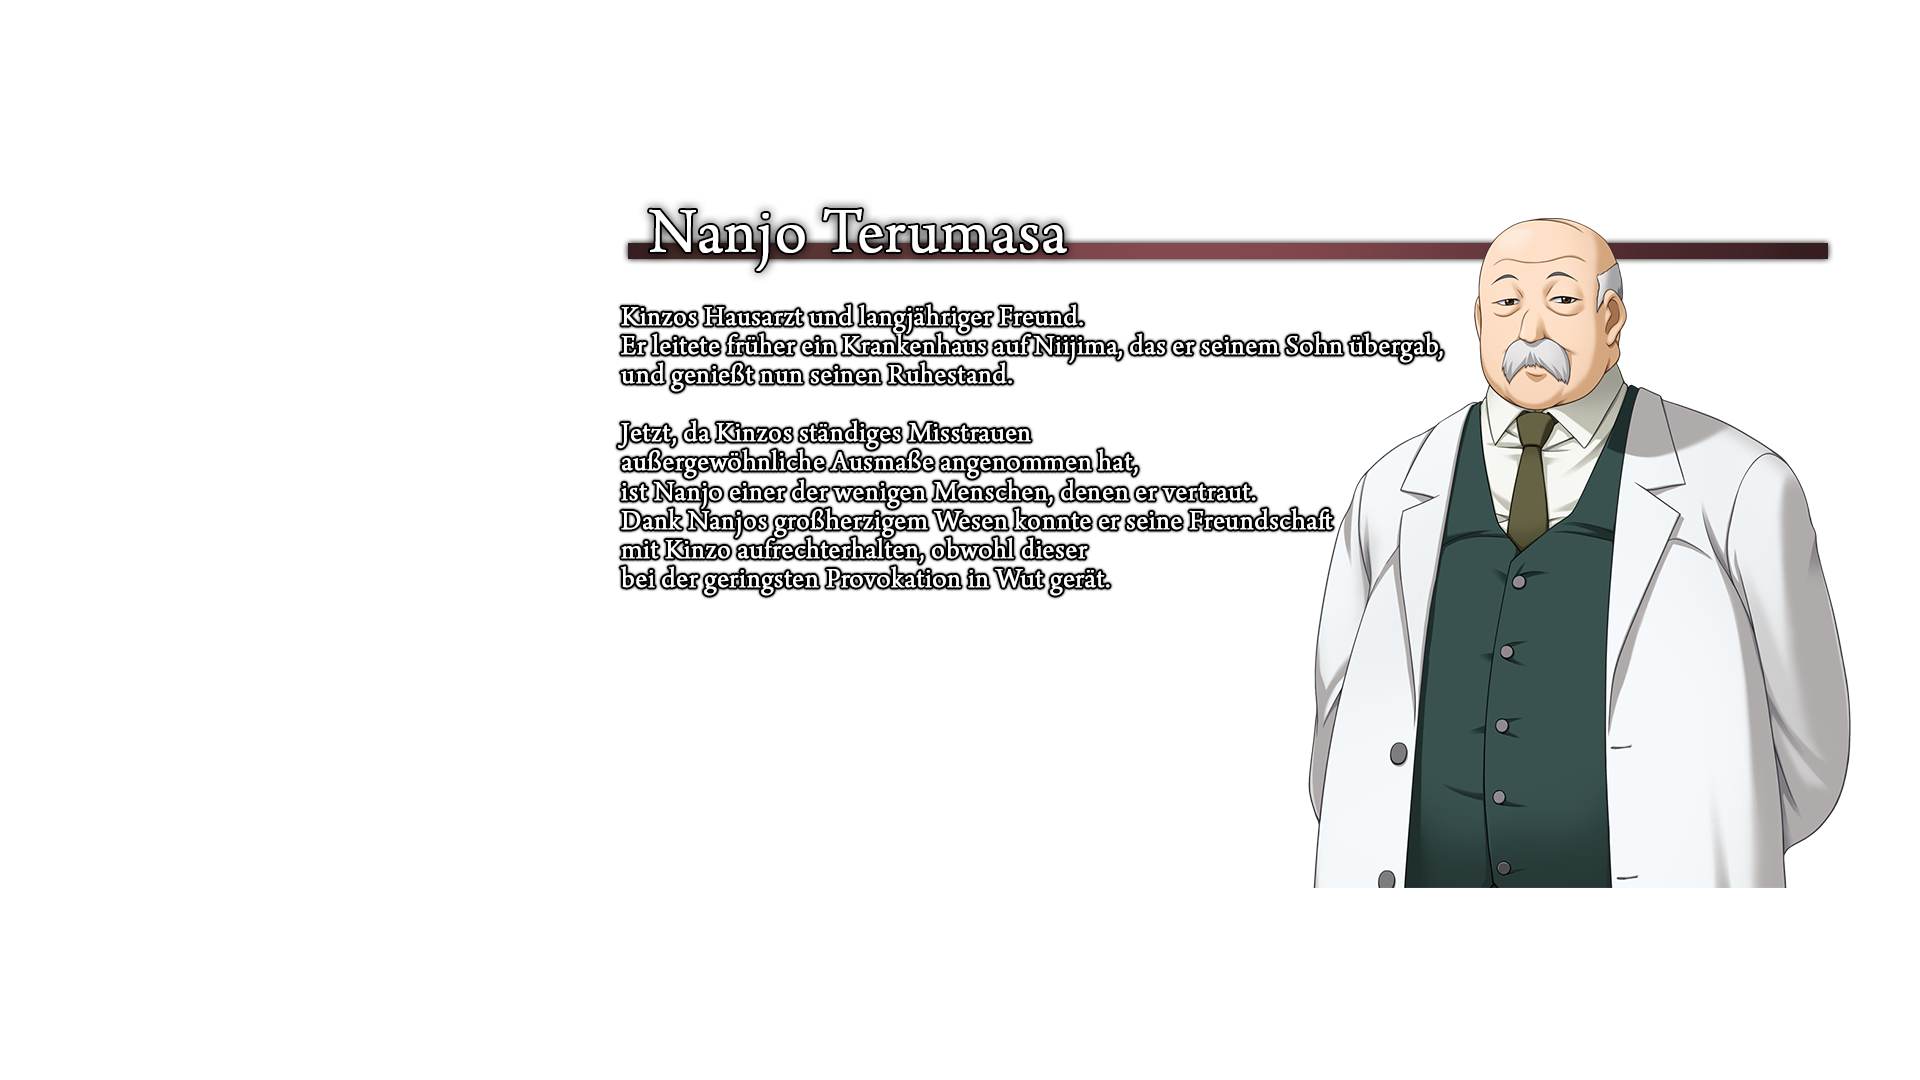 Nanjo Terumasa
Kinzos Hausarzt und langjähriger Freund.
Er leitete früher ein Krankenhaus auf Niijima, das er seinem Sohn übergab,
und genießt nun seinen Ruhestand.
Jetzt, da Kinzos ständiges Misstrauen
außergewöhnliche Ausmaße angenommen hat,
ist Nanjo einer der wenigen Menschen, denen er vertraut.
Dank Nanjos großherzigem Wesen konnte er seine Freundschaft
mit Kinzo aufrechterhalten, obwohl dieser
bei der geringsten Provokation in Wut gerät.